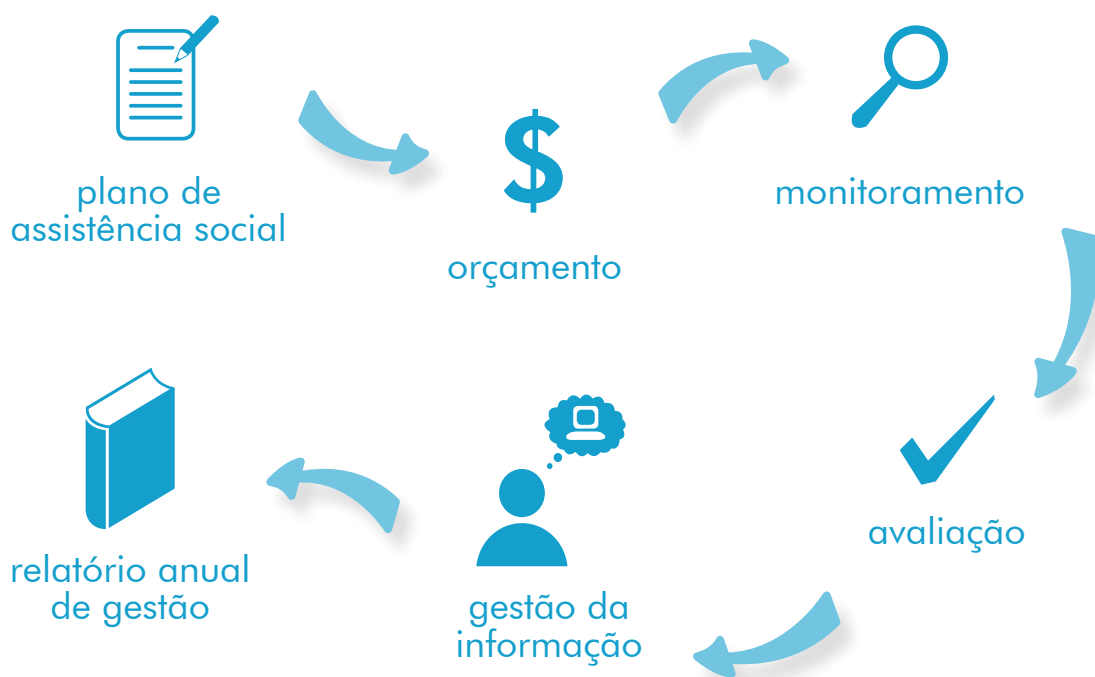 plano de
assistência social
orçamento
monitoramento
avaliação
gestão da
informação
relatório anual
de gestão